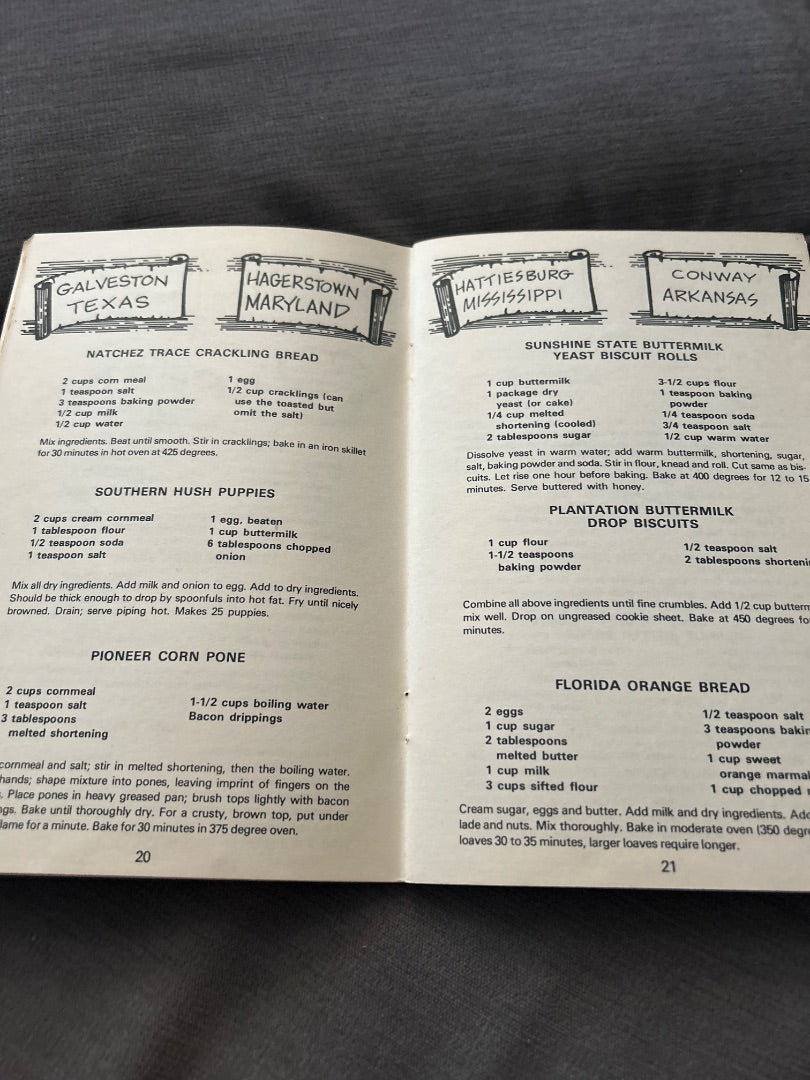 GALVESTON
TEXAS
HAGERSTOWN
MARYLAND
NATCHEZ TRACE CRACKLING BREAD
2 cups corn meal
1 teaspoon salt
3 teaspoons baking powder
1/2 cup milk
1/2 cup water
1 egg
1/2 cup cracklings (can
use the toasted but
omit the salt)
Mix ingredients. Beat until smooth. Stir in cracklings; bake in an iron skillet
for 30 minutes in hot oven at 425 degrees.
SOUTHERN HUSH PUPPIES
2 cups cream cornmeal
1 tablespoon flour
1/2 teaspoon soda
1 teaspoon salt
1 egg, beaten
1 cup buttermilk
6 tablespoons chopped
onion
Mix all dry ingredients. Add milk and onion to egg. Add to dry ingredients.
Should be thick enough to drop by spoonfuls into hot fat. Fry until nicely
browned. Drain; serve piping hot. Makes 25 puppies.
PIONEER CORN PONE
2 cups cornmeal
1 teaspoon salt
3 tablespoons
melted shortening
1-1/2 cups boiling water
Bacon drippings
cornmeal and salt; stir in melted shortening, then the boiling water.
hands; shape mixture into pones, leaving imprint of fingers on the
. Place pones in heavy greased pan; brush tops lightly with bacon
ngs. Bake until thoroughly dry. For a crusty, brown top, put under
lame for a minute. Bake for 30 minutes in 375 degree oven.
20
HATTIESBURG
MISSISSIPPI
CONWAY
ARKANSAS
SUNSHINE STATE BUTTERMILK
YEAST BISCUIT ROLLS
1 cup buttermilk
1 package dry
yeast (or cake)
1/4 cup melted
shortening (cooled)
2 tablespoons sugar
3-1/2 cups flour
1 teaspoon baking
powder
1/4 teaspoon soda
3/4 teaspoon salt
1/2 cup warm water
Dissolve yeast in warm water; add warm buttermilk, shortening, sugar,
salt, baking powder and soda. Stir in flour, knead and roll. Cut same as bis-
cuits. Let rise one hour before baking. Bake at 400 degrees for 12 to 15
minutes. Serve buttered with honey.
PLANTATION BUTTERMILK
DROP BISCUITS
1 cup flour
1-1/2 teaspoons
baking powder
1/2 teaspoon salt
2 tablespoons shorteni
Combine all above ingredients until fine crumbles. Add 1/2 cup butterm
mix well. Drop on ungreased cookie sheet. Bake at 450 degrees fo
minutes.
FLORIDA ORANGE BREAD
2 eggs
1 cup sugar
2 tablespoons
melted butter
1 cup milk
3 cups sifted flour
1/2 teaspoon salt
3 teaspoons bakin
powder
1 cup sweet
orange marmal
1 cup chopped
Cream sugar, eggs and butter. Add milk and dry ingredients. Add
lade and nuts. Mix thoroughly. Bake in moderate oven (350 degre
loaves 30 to 35 minutes, larger loaves require longer.
21